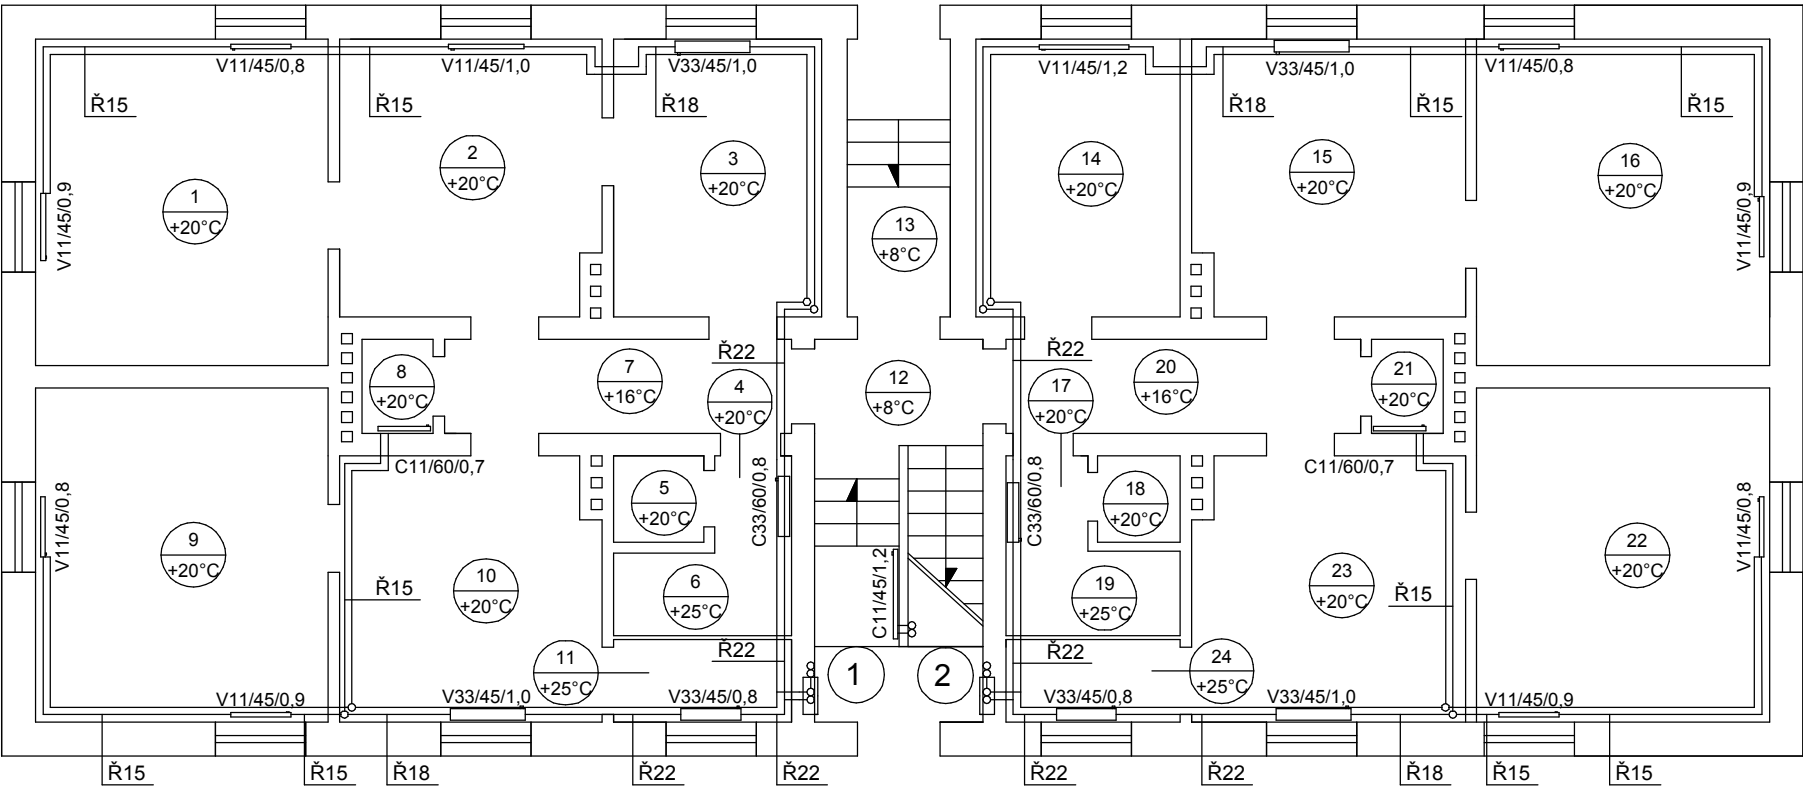 V11/45/0,8
V11/45/1,0
V33/45/1,0
V11/45/1,2
V33/45/1,0
V11/45/0,8
Ř15
Ř15
Ř18
Ř18
Ř15
Ř15
1
+20°C
2
+20°C
3
+20°C
13
+8°C
14
+20°C
15
+20°C
16
+20°C
V11/45/0,9
V11/45/0,9
Ř22
Ř22
8
+20°C
7
+16°C
4
+20°C
12
+8°C
17
+20°C
20
+16°C
21
+20°C
C11/60/0,7
C11/60/0,7
V11/45/0,8
C33/60/0,8
C33/60/0,8
V11/45/0,8
9
+20°C
5
+20°C
18
+20°C
22
+20°C
10
+20°C
6
+25°C
C11/45/1,2
19
+25°C
23
+20°C
Ř15
Ř15
Ř22
Ř22
11
+25°C
1
2
24
+25°C
V11/45/0,9
V33/45/1,0
V33/45/0,8
V33/45/0,8
V33/45/1,0
V11/45/0,9
Ř15
Ř15
Ř18
Ř22
Ř22
Ř22
Ř22
Ř18
Ř15
Ř15